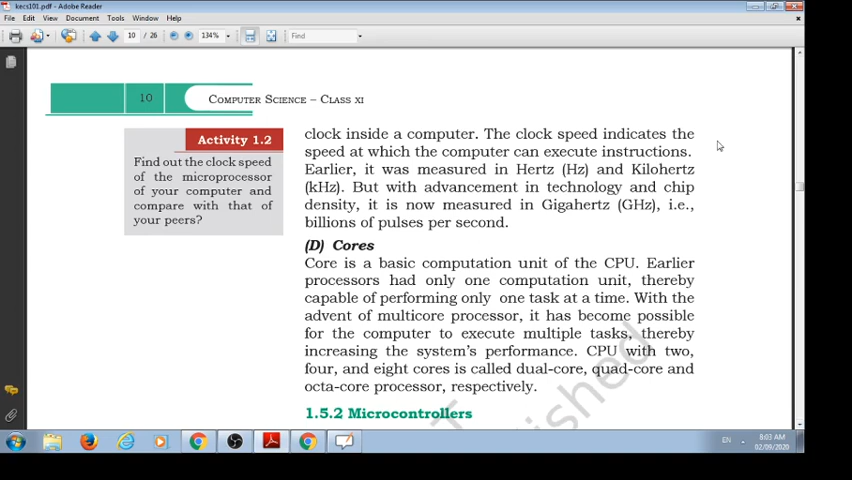 kecs101.pdf - Adobe Reader
File Edit View Document Tools Window Help
10 / 26 134% Find
10 COMPUTER SCIENCE – CLASS XI
Activity 1.2
Find out the clock speed
of the microprocessor
of your computer and
compare with that of
your peers?
clock inside a computer. The clock speed indicates the
speed at which the computer can execute instructions.
Earlier, it was measured in Hertz (Hz) and Kilohertz
(kHz). But with advancement in technology and chip
density, it is now measured in Gigahertz (GHz), i.e.,
billions of pulses per second.
(D) Cores
Core is a basic computation unit of the CPU. Earlier
processors had only one computation unit, thereby
capable of performing only one task at a time. With the
advent of multicore processor, it has become possible
for the computer to execute multiple tasks, thereby
increasing the system's performance. CPU with two,
four, and eight cores is called dual-core, quad-core and
octa-core processor, respectively.
1.5.2 Microcontrollers
EN 8:03 AM
02/09/2020